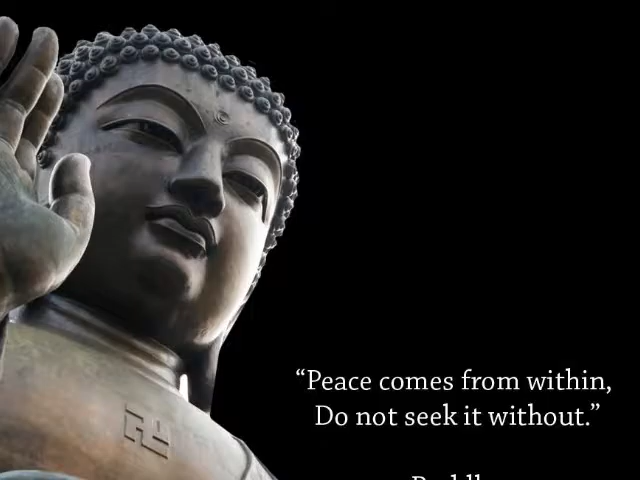 “Peace comes from within,
Do not seek it without.”